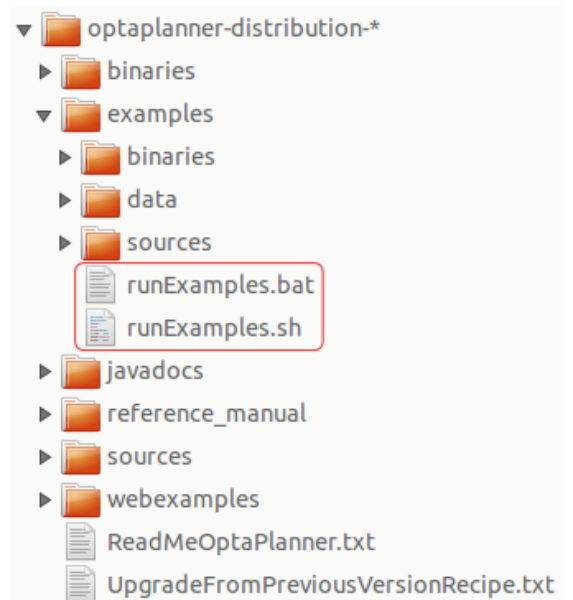 optaplanner-distribution-*
binaries
examples
binaries
data
sources
runExamples.bat
runExamples.sh
javadocs
reference_manual
sources
webexamples
ReadMeOptaPlanner.txt
UpgradeFromPreviousVersionRecipe.txt